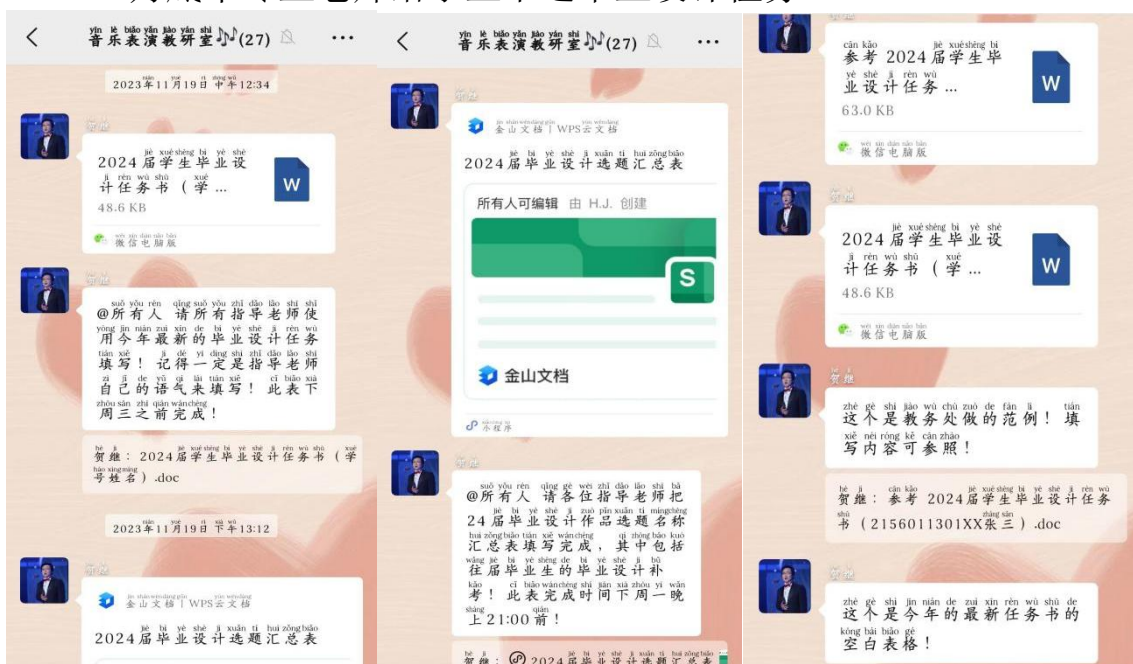 音乐表演教研室(27)
2023年11月19日 中午12:34
贺继
2024 届学生毕业设
计任务书（学...
48.6 KB
微信电脑版
贺继
@所有人 请所有指导老师使
用今年最新的毕业设计任务
填写！记得一定是指导老师
自己的语气来填写！此表下
周三之前完成！
贺继：2024届学生毕业设计任务书（学
号姓名）.doc
2023年11月19日 下午13:12
贺继
金山文档 | WPS云文档
2024届毕业设计选题汇总表
音乐表演教研室(27)
贺继
金山文档 | WPS云文档
2024届毕业设计选题汇总表
所有人可编辑 由 H.J. 创建
S
金山文档
小程序
贺继
@所有人 请各位指导老师把
24 届毕业设计作品选题名称
汇总表填写完成，其中包括
往届毕业生的毕业设计补
考！此表完成时间下周一晚
上 21:00 前！
贺继：2024届毕业设计选题汇总表
参考 2024 届学生毕
业设计任务 ...
63.0 KB
微信电脑版
贺继
2024 届学生毕业设
计任务书（学 ...
48.6 KB
微信电脑版
贺继
这个是教务处做的范例！填
写内容可参照！
贺继：参考 2024届学生毕业设计任务
书（2156011301XX张三）.doc
贺继
这个是今年的最新任务书的
空白表格！